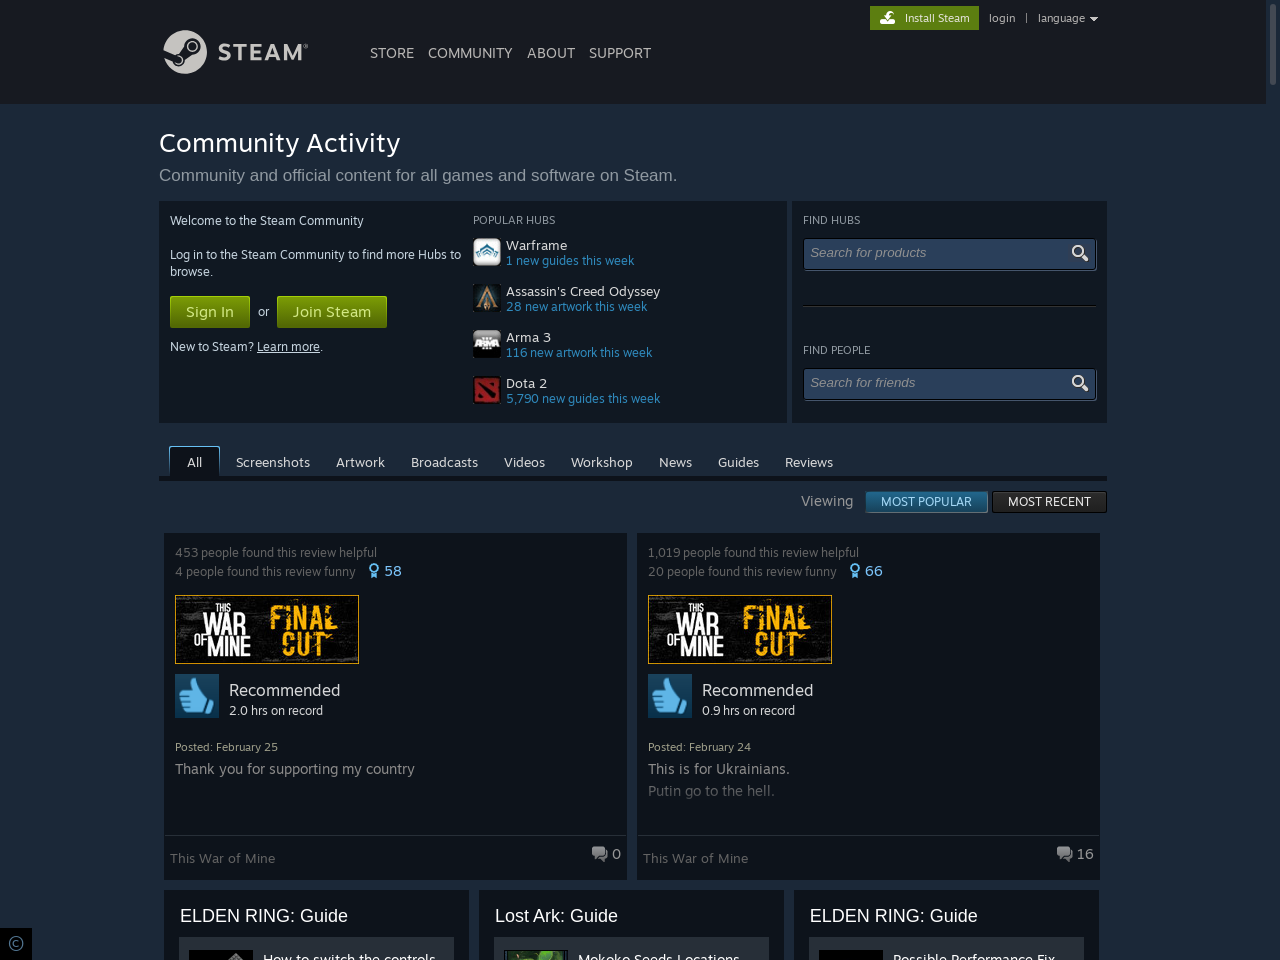 Install Steam
login
|
language
STEAM®
STORE
COMMUNITY
ABOUT
SUPPORT
Community Activity
Community and official content for all games and software on Steam.
Welcome to the Steam Community
Log in to the Steam Community to find more Hubs to
browse.
Sign In
or
Join Steam
New to Steam? Learn more.
POPULAR HUBS
Warframe
1 new guides this week
Assassin's Creed Odyssey
28 new artwork this week
Arma 3
116 new artwork this week
Dota 2
5,790 new guides this week
FIND HUBS
Search for products
FIND PEOPLE
Search for friends
All
Screenshots
Artwork
Broadcasts
Videos
Workshop
News
Guides
Reviews
Viewing
MOST POPULAR
MOST RECENT
453 people found this review helpful
4 people found this review funny
58
THIS
WAR
OF MINE
FINAL
CUT
Recommended
2.0 hrs on record
Posted: February 25
Thank you for supporting my country
This War of Mine
0
1,019 people found this review helpful
20 people found this review funny
66
THIS
WAR
OF MINE
FINAL
CUT
Recommended
0.9 hrs on record
Posted: February 24
This is for Ukrainians.
Putin go to the hell.
This War of Mine
16
ELDEN RING: Guide
How to switch the controls
Lost Ark: Guide
Mokoko Seeds Locations
ELDEN RING: Guide
Possible Performance Fix
©